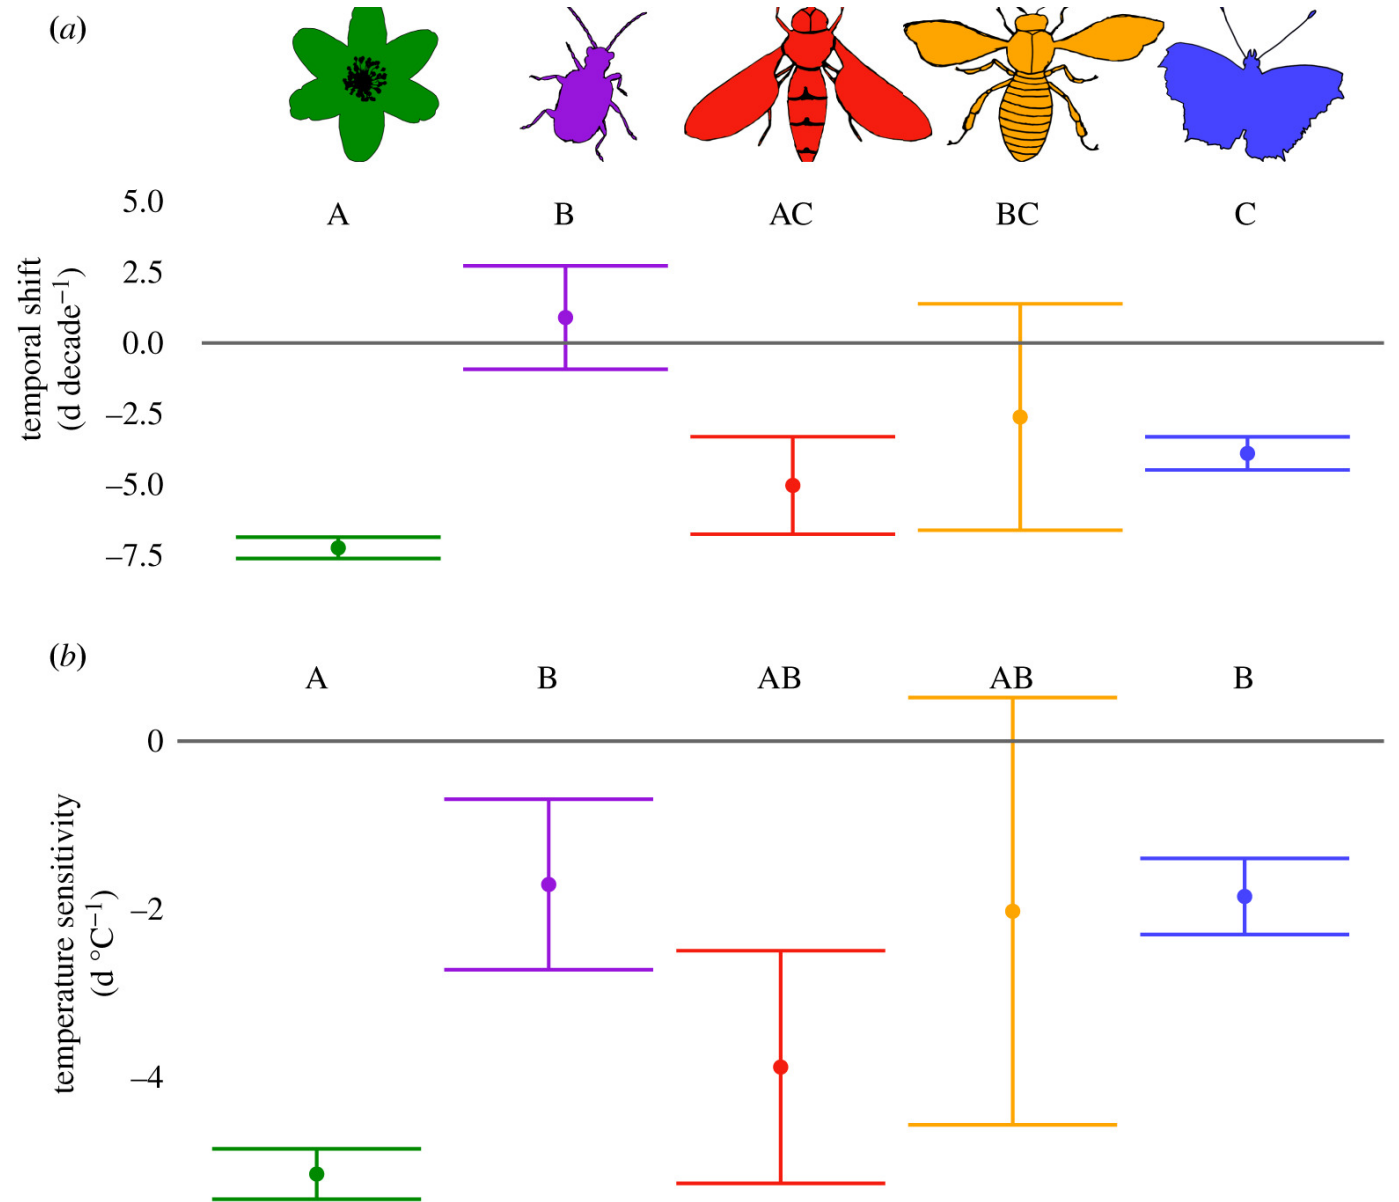 (a)
A B AC BC C
5.0
2.5
0.0
–2.5
–5.0
–7.5
temporal shift
(d decade–1)
(b)
A B AB AB B
0
–2
–4
temperature sensitivity
(d °C–1)